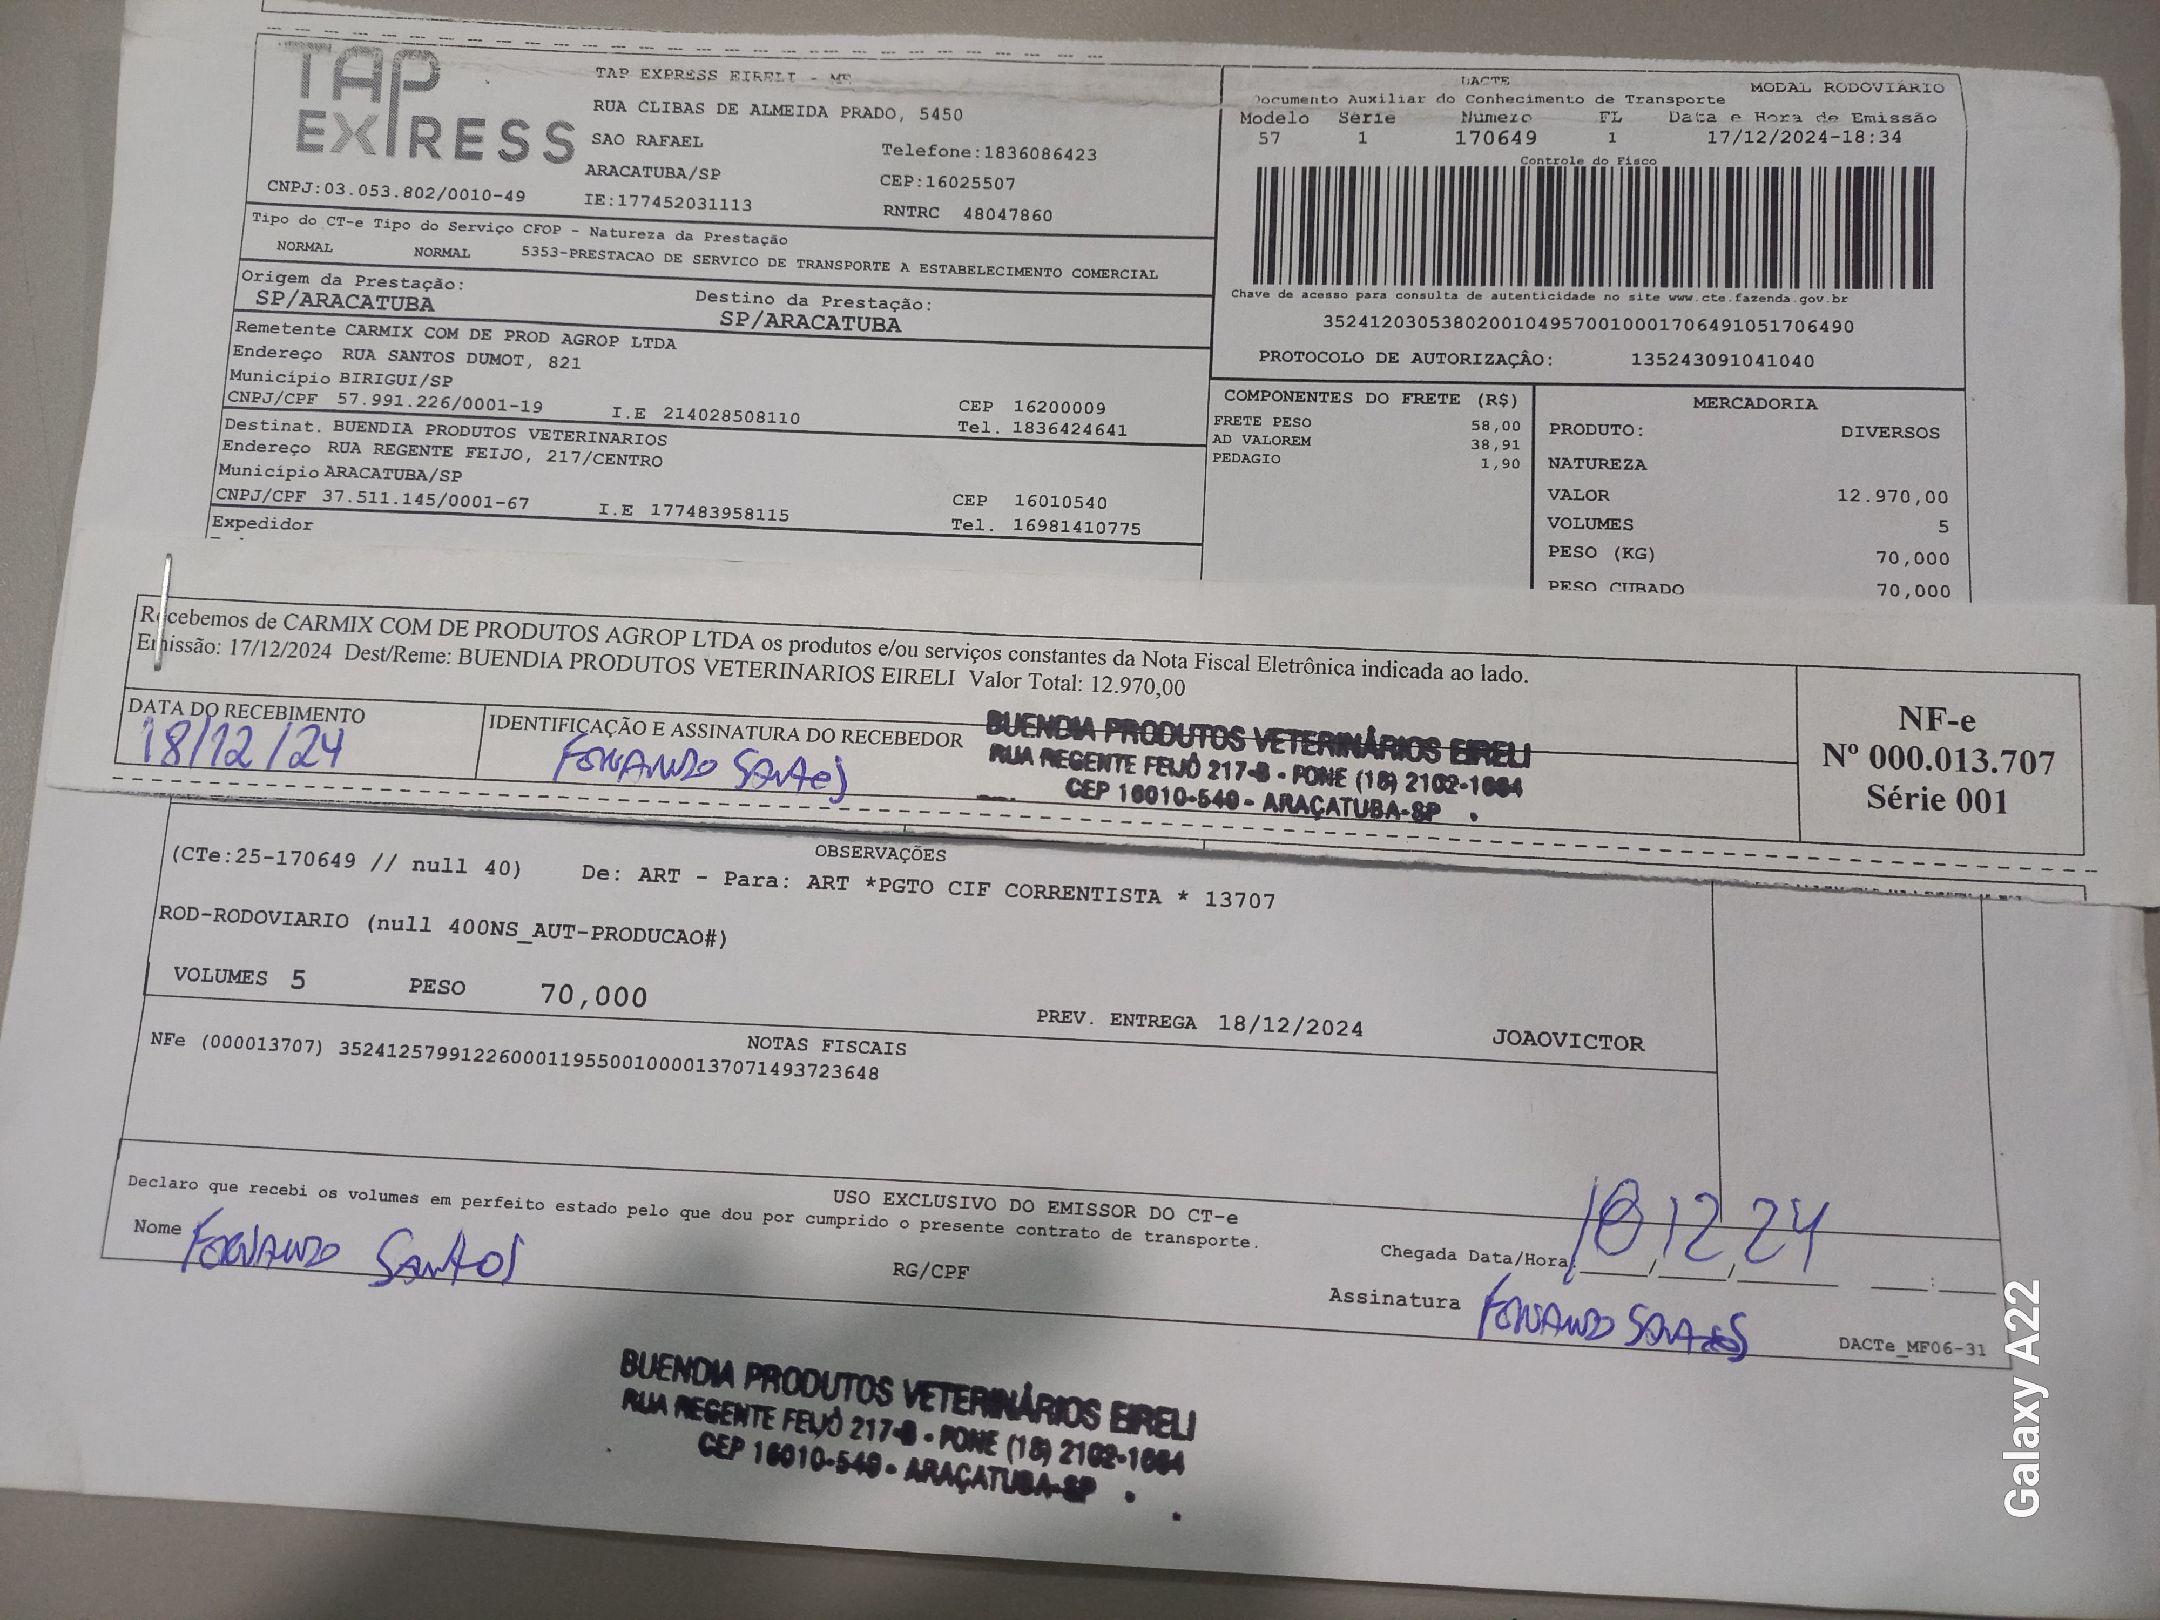 TAP
EXPRESS
CNPJ:03.053.802/0010-49
TAP EXPRESS EIRELI - ME
RUA CLIBAS DE ALMEIDA PRADO, 5450
SAO RAFAEL
Telefone:1836086423
ARACATUBA/SP
CEP:16025507
IE:177452031113
RNTRC 48047860
DACTE
MODAL RODOVIÁRIO
Documento Auxiliar do Conhecimento de Transporte
Modelo Série Número FL Data e Hora de Emissão
57 1 170649 1 17/12/2024-18:34
Controle do Fisco
Chave de acesso para consulta de autenticidade no site www.cte.fazenda.gov.br
35241203053802001049570010001706491051706490
PROTOCOLO DE AUTORIZAÇÂO: 135243091041040
Tipo do CT-e Tipo do Serviço CFOP - Natureza da Prestação
NORMAL NORMAL 5353-PRESTACAO DE SERVICO DE TRANSPORTE A ESTABELECIMENTO COMERCIAL
Origem da Prestação:
SP/ARACATUBA
Destino da Prestação:
SP/ARACATUBA
Remetente CARMIX COM DE PROD AGROP LTDA
Endereço RUA SANTOS DUMOT, 821
Município BIRIGUI/SP
CEP 16200009
CNPJ/CPF 57.991.226/0001-19 I.E 214028508110 Tel. 1836424641
Destinat. BUENDIA PRODUTOS VETERINARIOS
Endereço RUA REGENTE FEIJO, 217/CENTRO
Município ARACATUBA/SP
CEP 16010540
CNPJ/CPF 37.511.145/0001-67 I.E 177483958115 Tel. 16981410775
Expedidor
COMPONENTES DO FRETE (R$)
FRETE PESO 58,00
AD VALOREM 38,91
PEDAGIO 1,90
MERCADORIA
PRODUTO: DIVERSOS
NATUREZA
VALOR 12.970,00
VOLUMES 5
PESO (KG) 70,000
PESO CUBADO 70,000
Recebemos de CARMIX COM DE PRODUTOS AGROP LTDA os produtos e/ou serviços constantes da Nota Fiscal Eletrônica indicada ao lado.
Emissão: 17/12/2024 Dest/Reme: BUENDIA PRODUTOS VETERINARIOS EIRELI Valor Total: 12.970,00
DATA DO RECEBIMENTO
18/12/24
IDENTIFICAÇÃO E ASSINATURA DO RECEBEDOR
Fernando Santos
BUENDIA PRODUTOS VETERINÁRIOS EIRELI
RUA REGENTE FEIJÓ 217-B - FONE (18) 2102-1664
CEP 16010-540 - ARAÇATUBA-SP
NF-e
Nº 000.013.707
Série 001
OBSERVAÇÕES
(CTe:25-170649 // null 40) De: ART - Para: ART *PGTO CIF CORRENTISTA * 13707
ROD-RODOVIARIO (null 400NS_AUT-PRODUCAO#)
VOLUMES 5 PESO 70,000
PREV. ENTREGA 18/12/2024 JOAOVICTOR
NOTAS FISCAIS
NFe (000013707) 35241257991226000119550010000137071493723648
USO EXCLUSIVO DO EMISSOR DO CT-e
Declaro que recebi os volumes em perfeito estado pelo que dou por cumprido o presente contrato de transporte.
Nome Fernando Santos
RG/CPF
Chegada Data/Hora 18 12 24
Assinatura Fernando Santos
DACTe_MF06-31
BUENDIA PRODUTOS VETERINÁRIOS EIRELI
RUA REGENTE FEIJÓ 217-B - FONE (18) 2102-1664
CEP 16010-540 - ARAÇATUBA-SP
Galaxy A22